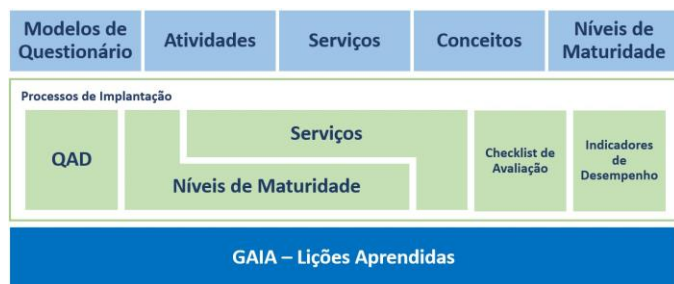 Modelos de
Questionário
Atividades
Serviços
Conceitos
Níveis de
Maturidade
Processos de Implantação
QAD
Serviços
Níveis de Maturidade
Checklist de
Avaliação
Indicadores
de
Desempenho
GAIA – Lições Aprendidas